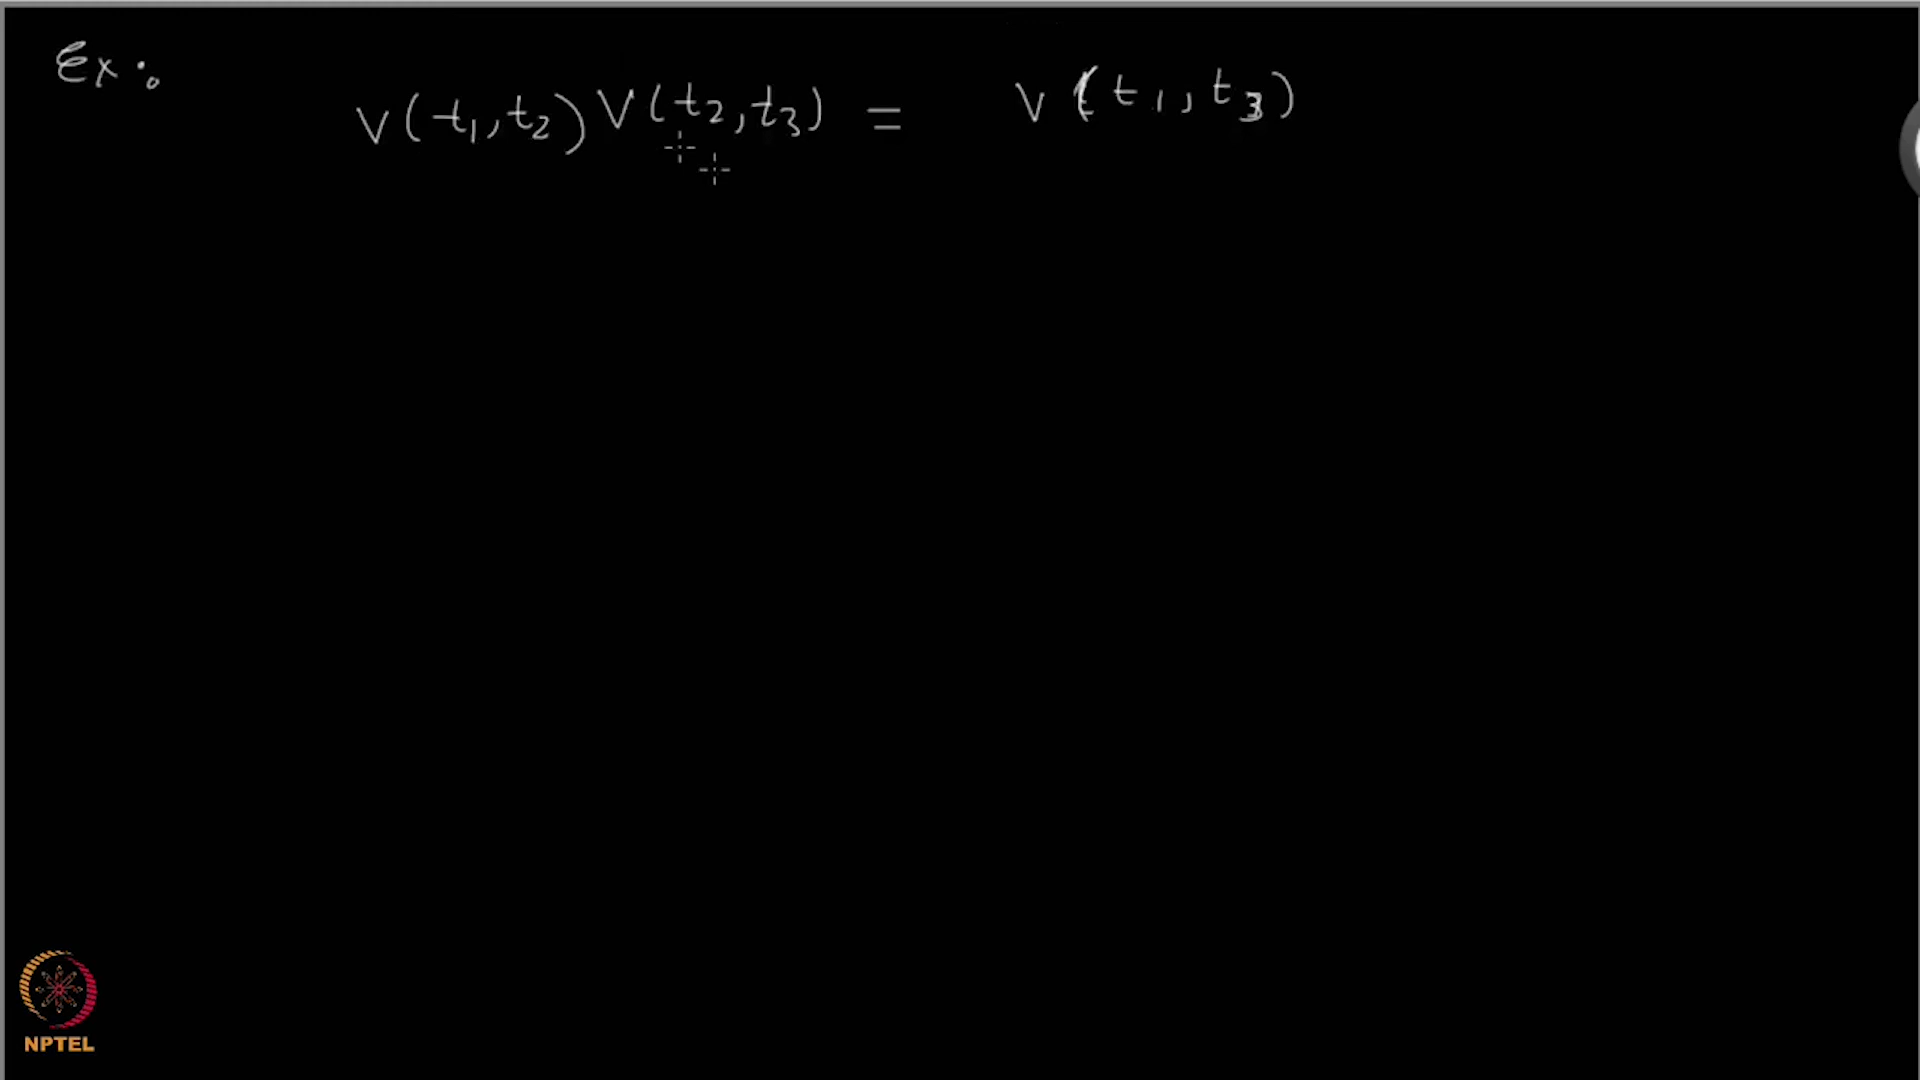 Ex:
V(t₁,t₂)V(t₂,t₃) = V(t₁,t₃)
NPTEL